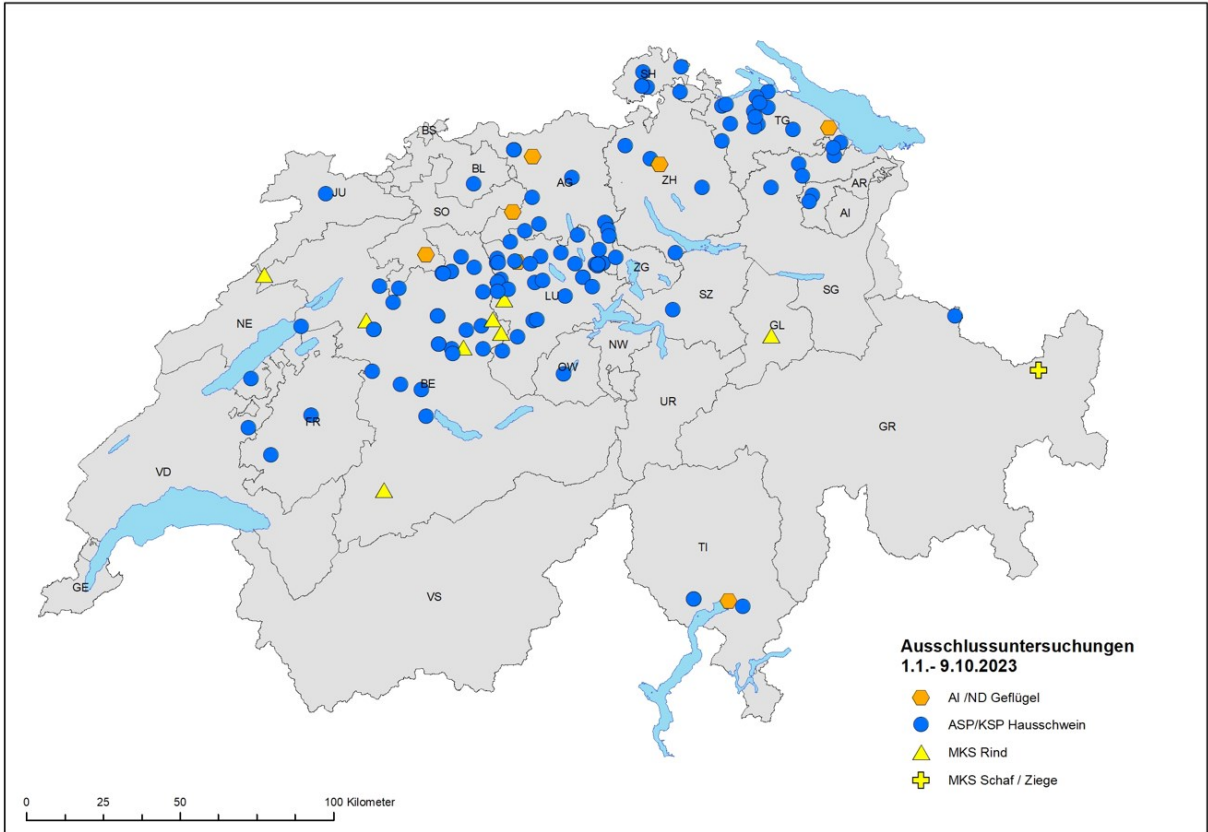 SH
BS
TG
BL
AG
ZH
JU
AR
SO
AI
ZG
LU
SZ
SG
NE
GL
NW
OW
BE
UR
GR
FR
VD
TI
GE
VS
Ausschlussuntersuchungen
1.1.- 9.10.2023
AI /ND Geflügel
ASP/KSP Hausschwein
MKS Rind
MKS Schaf / Ziege
0 25 50 100 Kilometer